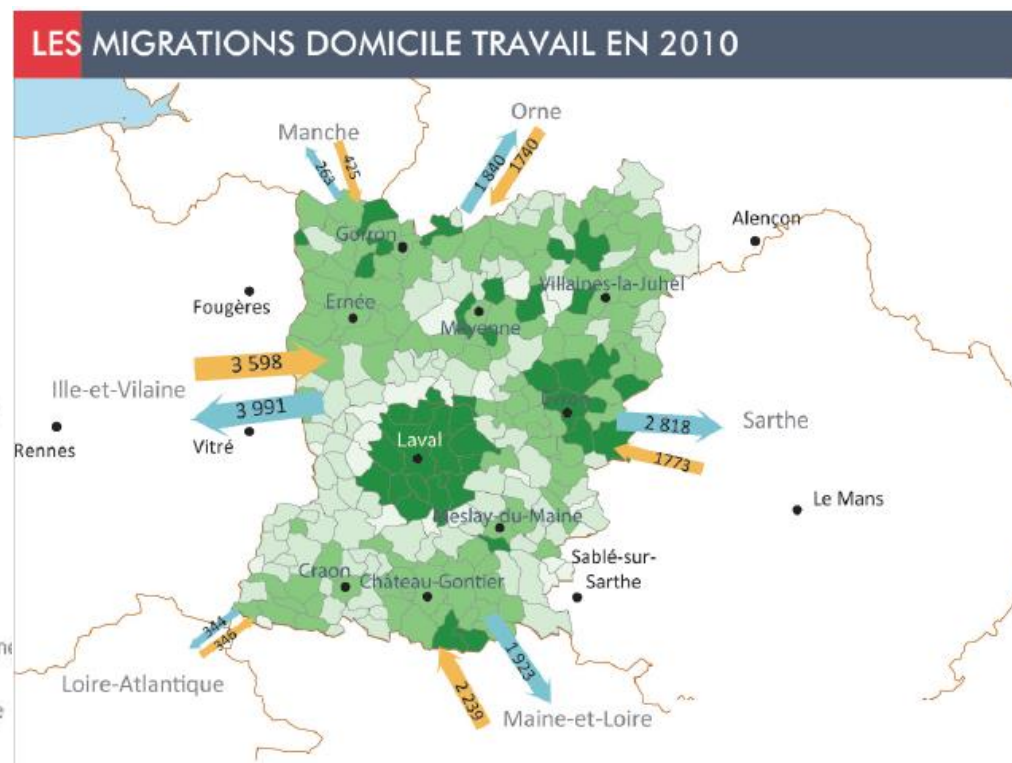 LES MIGRATIONS DOMICILE TRAVAIL EN 2010
Orne
Manche
263
425
1 840
1740
Alençon
Gorron
Villaines-la-Juhel
Fougères
Ernée
Mayenne
3 598
Ille-et-Vilaine
3 991
2 818
Sarthe
Rennes
Vitré
Laval
1773
Le Mans
Meslay-du-Maine
Sablé-sur-
Sarthe
Craon
Château-Gontier
344
346
1 923
Loire-Atlantique
2 239
Maine-et-Loire